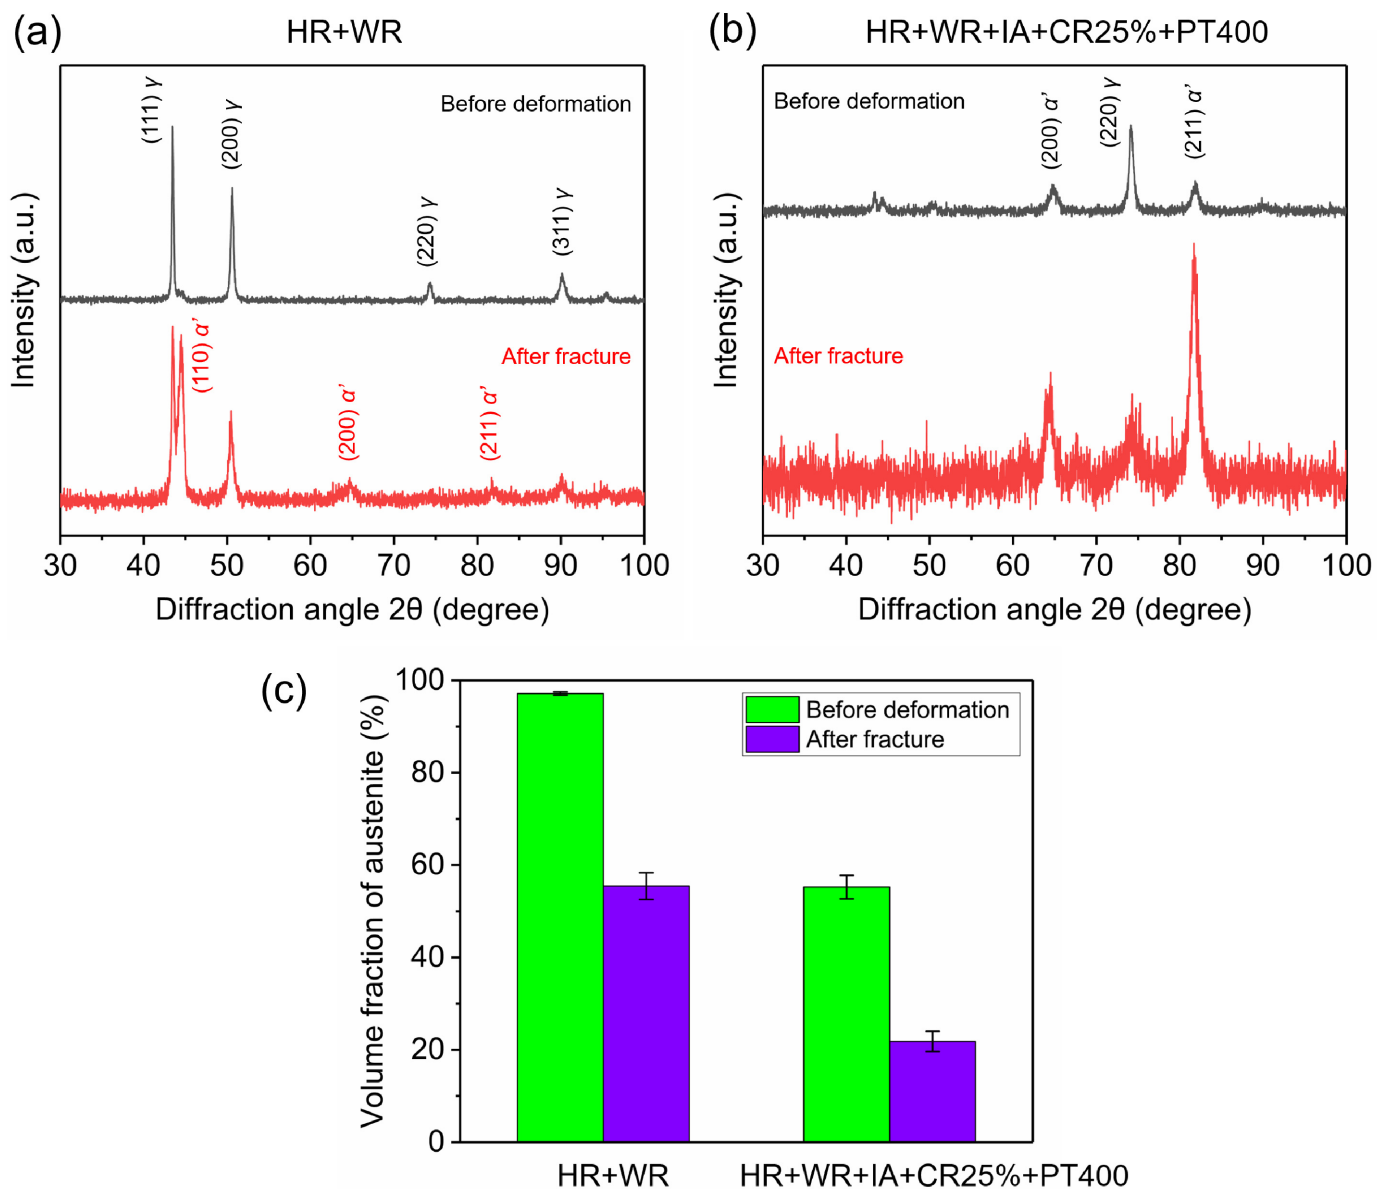 (a)
HR+WR
Intensity (a.u.)
Before deformation
(111) γ
(200) γ
(220) γ
(311) γ
After fracture
(110) α'
(200) α'
(211) α'
30 40 50 60 70 80 90 100
Diffraction angle 2θ (degree)
(b)
HR+WR+IA+CR25%+PT400
Intensity (a.u.)
Before deformation
(200) α'
(220) γ
(211) α'
After fracture
30 40 50 60 70 80 90 100
Diffraction angle 2θ (degree)
(c)
Volume fraction of austenite (%)
100
80
60
40
20
0
Before deformation
After fracture
HR+WR
HR+WR+IA+CR25%+PT400